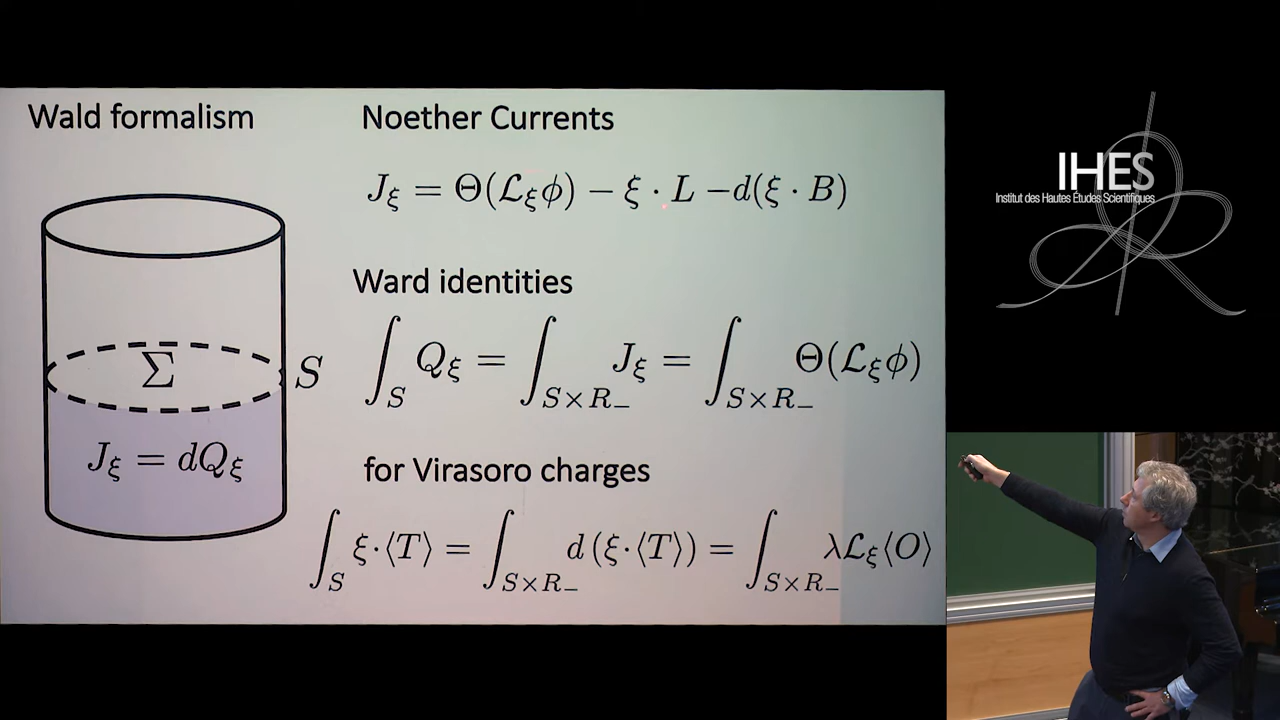 Wald formalism
Noether Currents
J_ξ = Θ(ℒ_ξ ϕ) − ξ · L − d(ξ · B)
Ward identities
∫_S Q_ξ = ∫_{S×R_−} J_ξ = ∫_{S×R_−} Θ(ℒ_ξ ϕ)
Σ
S
J_ξ = dQ_ξ
for Virasoro charges
∫_S ξ·⟨T⟩ = ∫_{S×R_−} d(ξ·⟨T⟩) = ∫_{S×R_−} λℒ_ξ⟨O⟩
IHES
Institut des Hautes Études Scientifiques